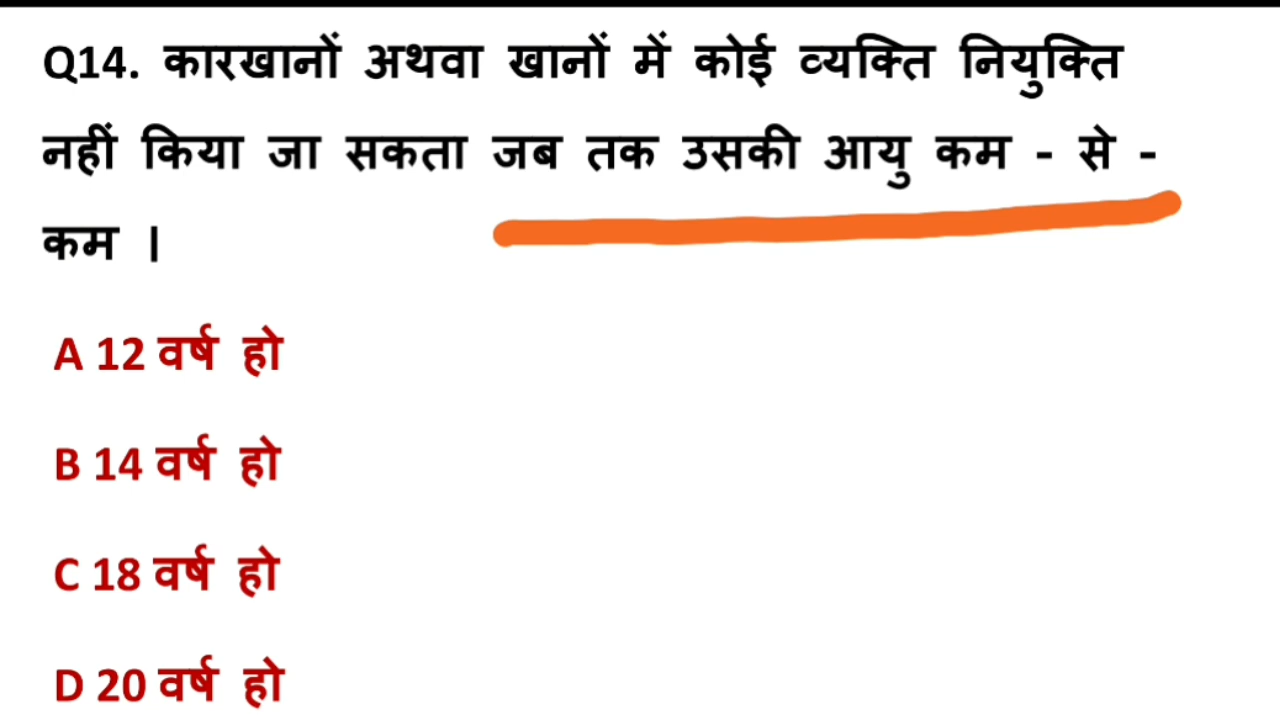 Q14. कारखानों अथवा खानों में कोई व्यक्ति नियुक्ति
नहीं किया जा सकता जब तक उसकी आयु कम - से -
कम ।
A 12 वर्ष हो
B 14 वर्ष हो
C 18 वर्ष हो
D 20 वर्ष हो